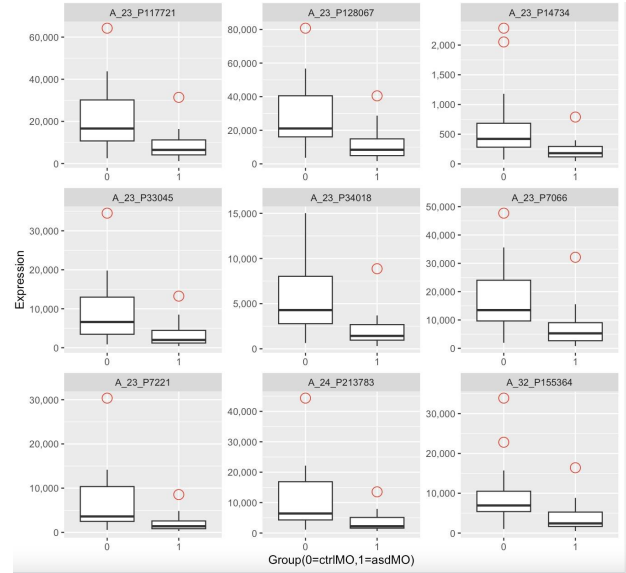 A_23_P117721 A_23_P128067 A_23_P14734
60,000 80,000 2,000
40,000 60,000 1,500
20,000 40,000 1,000
0 20,000 500
0 0
0 1 0 1 0 1
A_23_P33045 A_23_P34018 A_23_P7066
30,000 15,000 50,000
20,000 10,000 40,000
10,000 5,000 30,000
0 0 20,000
10,000
0
0 1 0 1 0 1
Expression
A_23_P7221 A_24_P213783 A_32_P155364
30,000 40,000 30,000
20,000 30,000 20,000
10,000 20,000 10,000
0 10,000 0
0
0 1 0 1 0 1
Group(0=ctrlMO,1=asdMO)